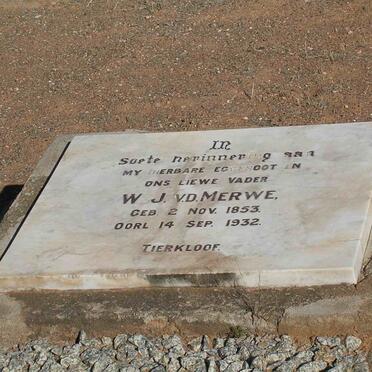 In
Soete herinnering aan
MY DIERBARE EGGENOOT EN
ONS LIEWE VADER
W. J. V.D. MERWE,
GEB 2 NOV. 1853.
OORL 14 SEP. 1932.
TIERKLOOF.